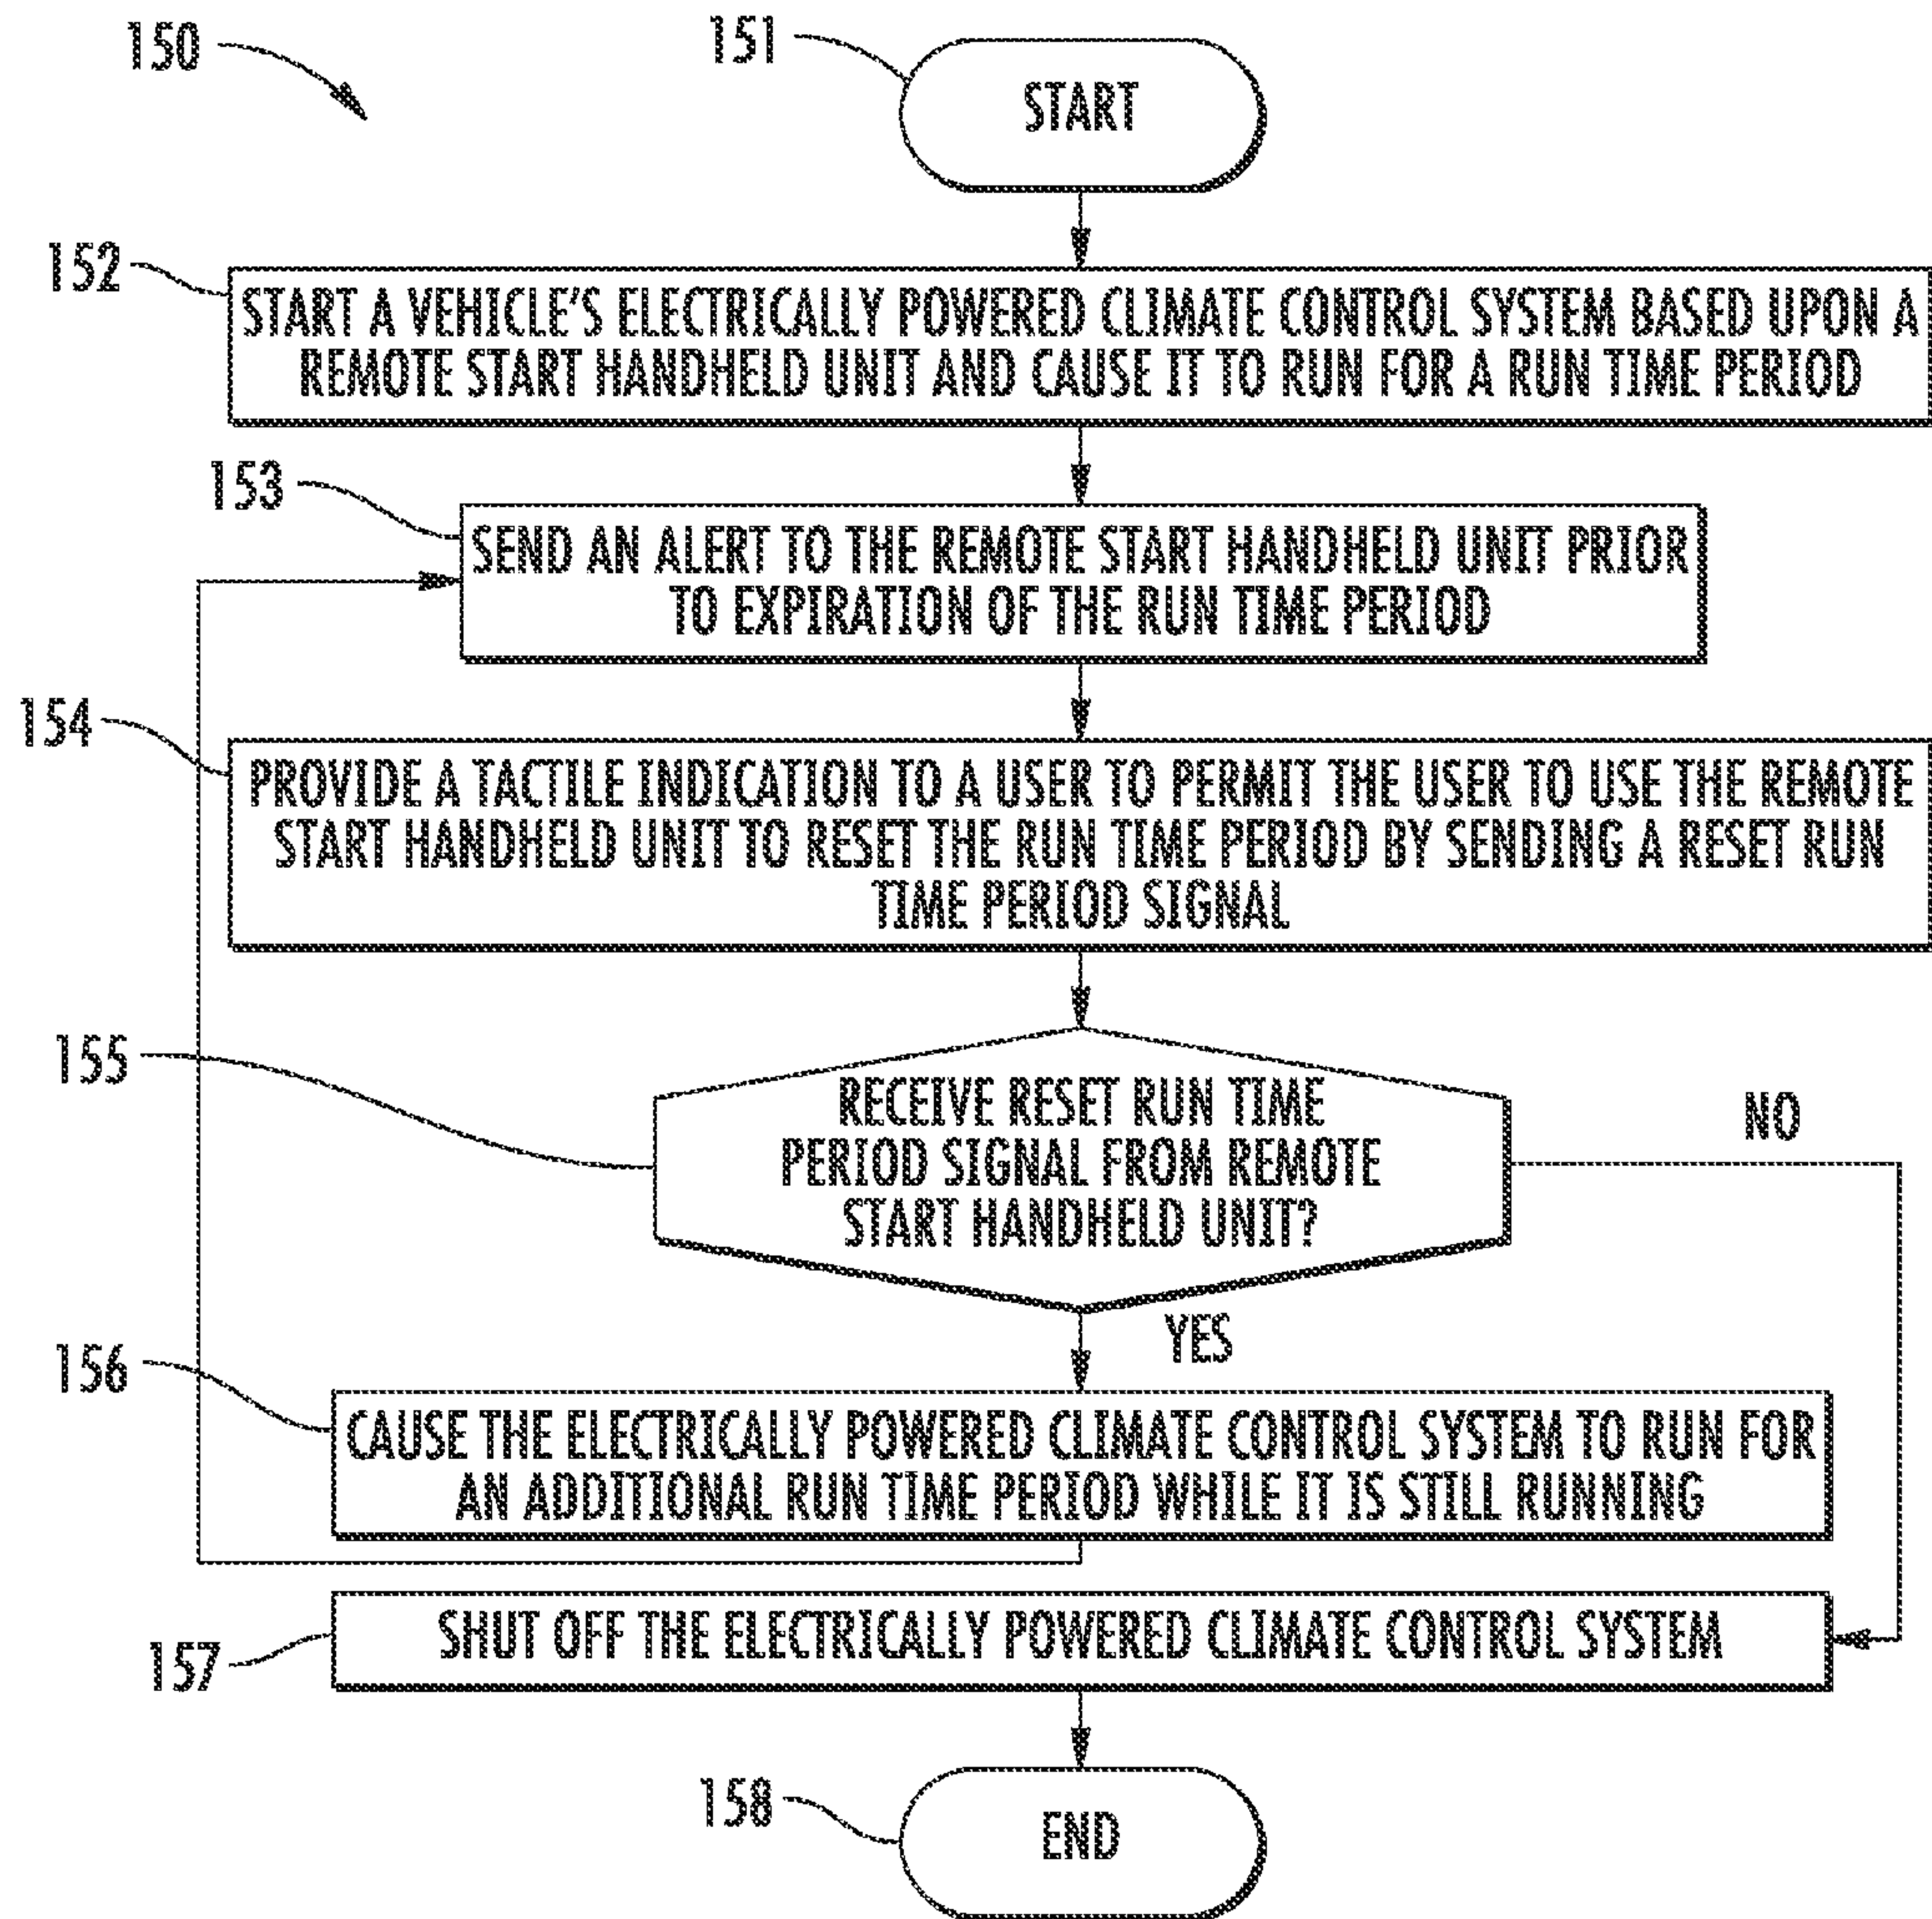 150
151
START
152
START A VEHICLE'S ELECTRICALLY POWERED CLIMATE CONTROL SYSTEM BASED UPON A
REMOTE START HANDHELD UNIT AND CAUSE IT TO RUN FOR A RUN TIME PERIOD
153
SEND AN ALERT TO THE REMOTE START HANDHELD UNIT PRIOR
TO EXPIRATION OF THE RUN TIME PERIOD
154
PROVIDE A TACTILE INDICATION TO A USER TO PERMIT THE USER TO USE THE REMOTE
START HANDHELD UNIT TO RESET THE RUN TIME PERIOD BY SENDING A RESET RUN
TIME PERIOD SIGNAL
155
RECEIVE RESET RUN TIME
PERIOD SIGNAL FROM REMOTE
START HANDHELD UNIT?
NO
YES
156
CAUSE THE ELECTRICALLY POWERED CLIMATE CONTROL SYSTEM TO RUN FOR
AN ADDITIONAL RUN TIME PERIOD WHILE IT IS STILL RUNNING
157
SHUT OFF THE ELECTRICALLY POWERED CLIMATE CONTROL SYSTEM
158
END